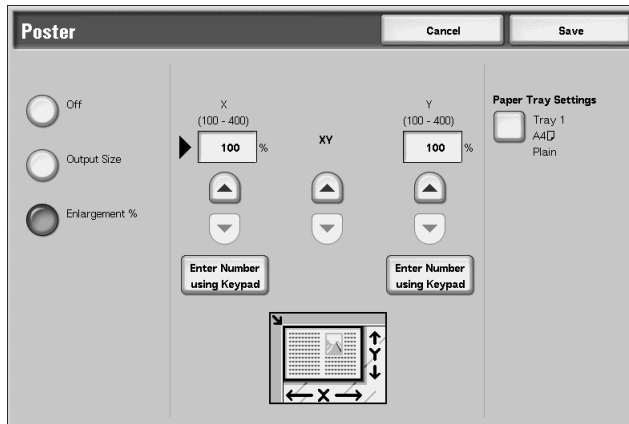 Poster
Cancel
Save
Off
Output Size
Enlargement %
X
(100 - 400)
100 %
Enter Number
using Keypad
XY
Y
(100 - 400)
100 %
Enter Number
using Keypad
Paper Tray Settings
Tray 1
A4
Plain
Y
X